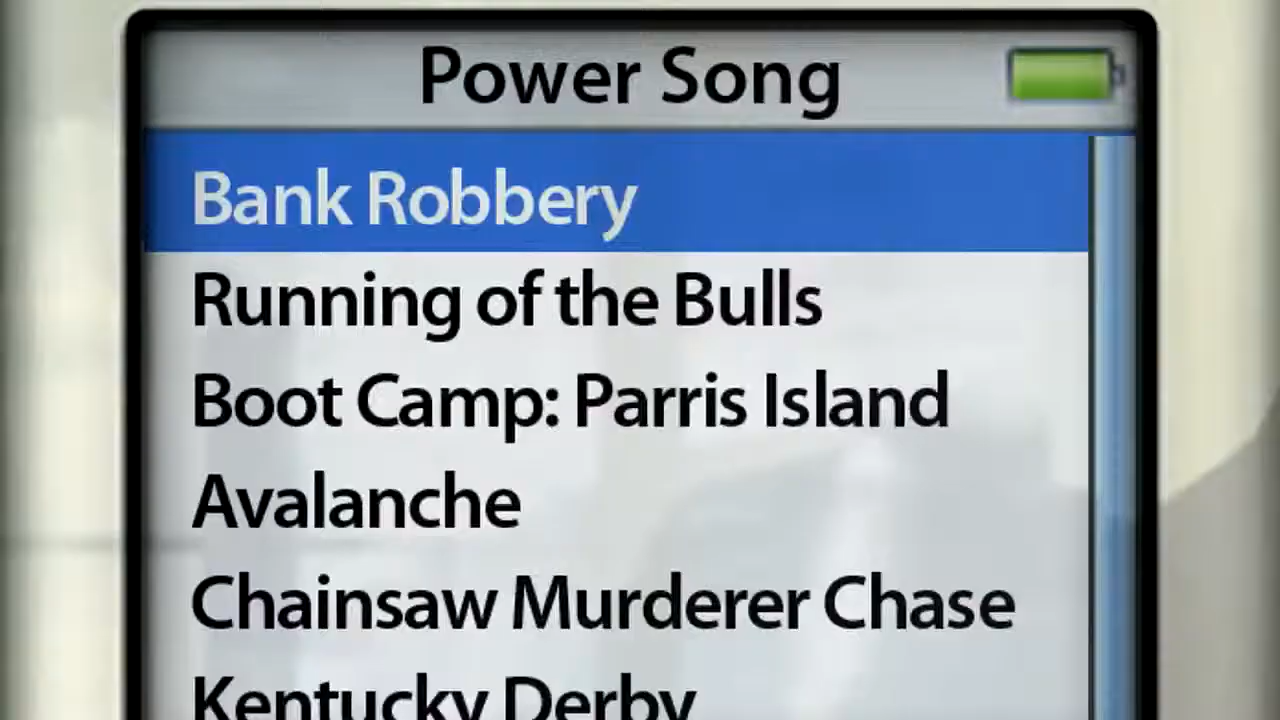 Power Song
Bank Robbery
Running of the Bulls
Boot Camp: Parris Island
Avalanche
Chainsaw Murderer Chase
Kentucky Derby